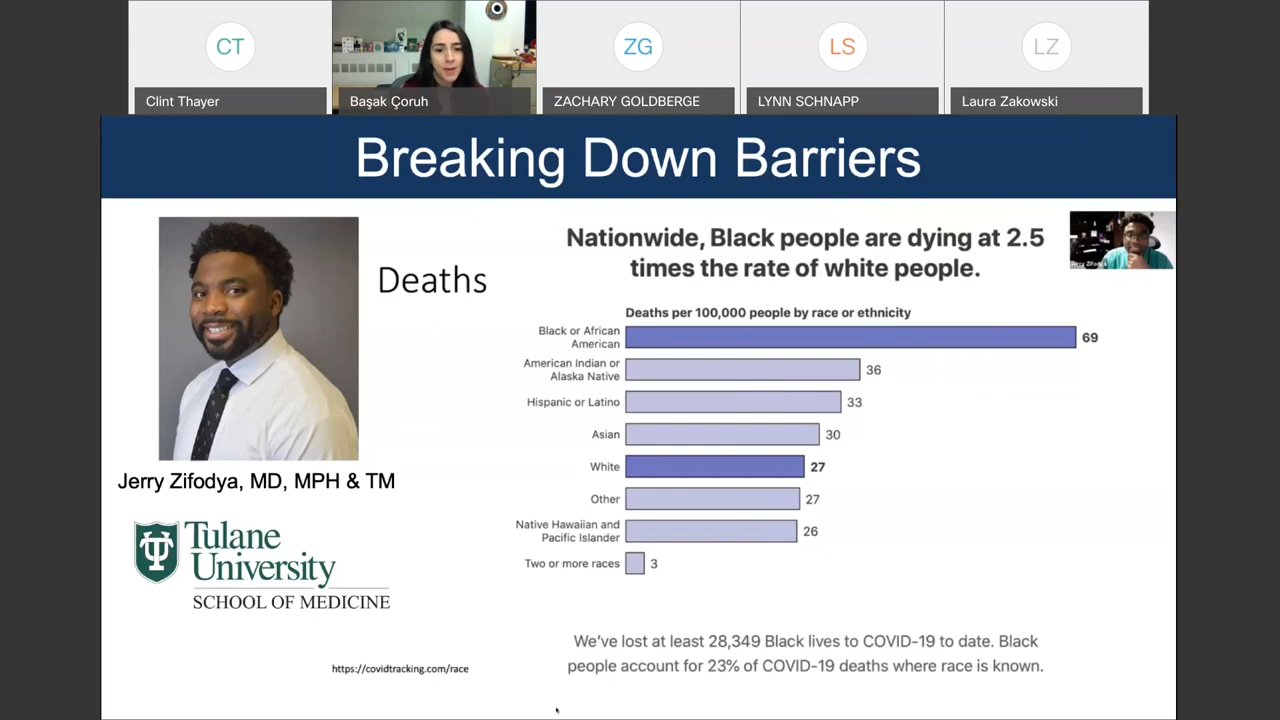 CT
ZG
LS
LZ
Clint Thayer
Başak Çoruh
ZACHARY GOLDBERGE
LYNN SCHNAPP
Laura Zakowski
Breaking Down Barriers
Deaths
Jerry Zifodya, MD, MPH & TM
Tulane
University
SCHOOL OF MEDICINE
https://covidtracking.com/race
Nationwide, Black people are dying at 2.5
times the rate of white people.
Jerry Zifodya
Deaths per 100,000 people by race or ethnicity
Black or African
American
69
American Indian or
Alaska Native
36
Hispanic or Latino
33
Asian
30
White
27
Other
27
Native Hawaiian and
Pacific Islander
26
Two or more races
3
We've lost at least 28,349 Black lives to COVID-19 to date. Black
people account for 23% of COVID-19 deaths where race is known.